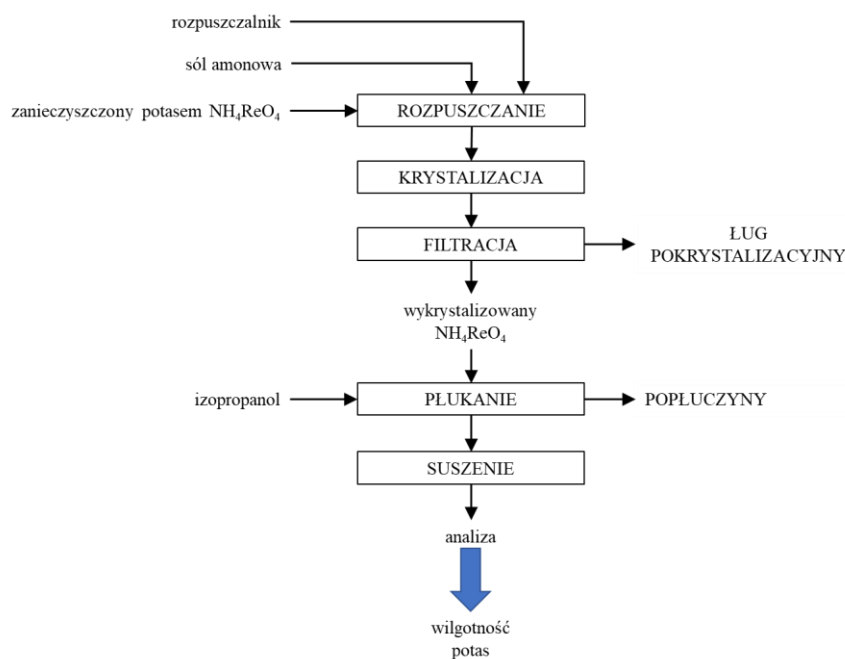 rozpuszczalnik
sól amonowa
zanieczyszczony potasem NH₄ReO₄
ROZPUSZCZANIE
KRYSTALIZACJA
FILTRACJA
ŁUG
POKRYSTALIZACYJNY
wykrystalizowany
NH₄ReO₄
izopropanol
PŁUKANIE
POPŁUCZYNY
SUSZENIE
analiza
wilgotność
potas